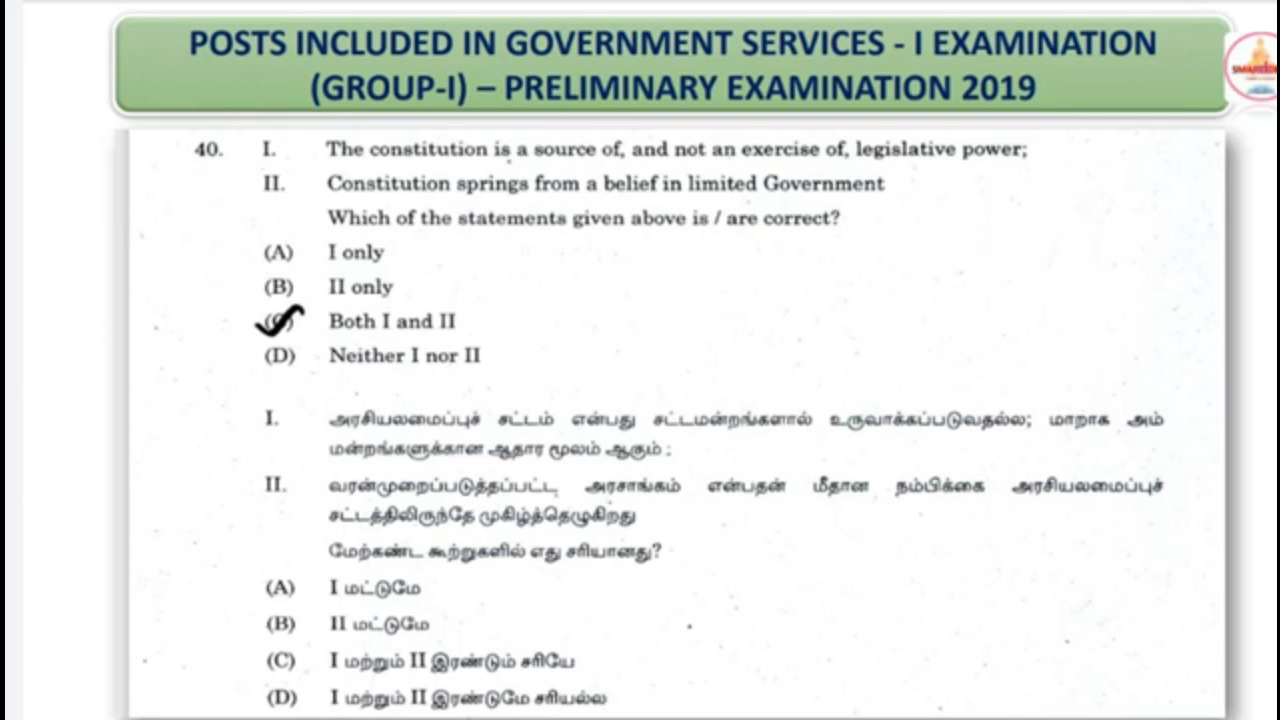 POSTS INCLUDED IN GOVERNMENT SERVICES - I EXAMINATION
(GROUP-I) – PRELIMINARY EXAMINATION 2019
40. I. The constitution is a source of, and not an exercise of, legislative power;
II. Constitution springs from a belief in limited Government
Which of the statements given above is / are correct?
(A) I only
(B) II only
(C) Both I and II
(D) Neither I nor II
I. அரசியலமைப்புச் சட்டம் என்பது சட்டமன்றங்களால் உருவாக்கப்படுவதல்ல; மாறாக அம்
மன்றங்களுக்கான ஆதார மூலம் ஆகும் ;
II. வரன்முறைப்படுத்தப்பட்ட அரசாங்கம் என்பதன் மீதான நம்பிக்கை அரசியலமைப்புச்
சட்டத்திலிருந்தே முகிழ்த்தெழுகிறது
மேற்கண்ட கூற்றுகளில் எது சரியானது?
(A) I மட்டுமே
(B) II மட்டுமே
(C) I மற்றும் II இரண்டும் சரியே
(D) I மற்றும் II இரண்டுமே சரியல்ல